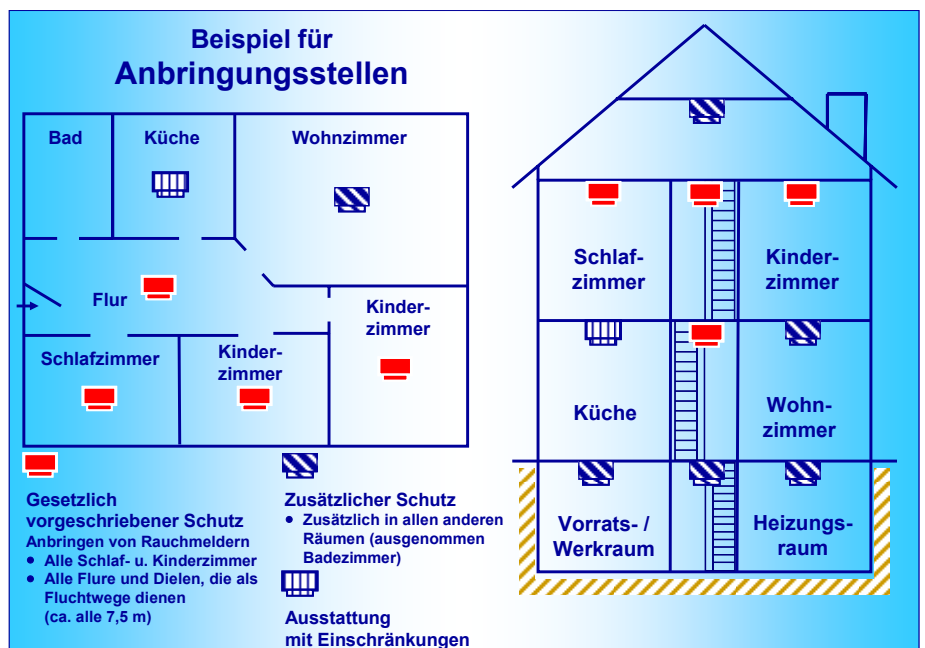 Beispiel für
Anbringungsstellen
Bad
Küche
Wohnzimmer
Flur
Kinder-
zimmer
Schlafzimmer
Kinder-
zimmer
Gesetzlich
vorgeschriebener Schutz
Anbringen von Rauchmeldern
• Alle Schlaf- u. Kinderzimmer
• Alle Flure und Dielen, die als
Fluchtwege dienen
(ca. alle 7,5 m)
Zusätzlicher Schutz
• Zusätzlich in allen anderen
Räumen (ausgenommen
Badezimmer)
Ausstattung
mit Einschränkungen
Schlaf-
zimmer
Kinder-
zimmer
Küche
Wohn-
zimmer
Vorrats- /
Werkraum
Heizungs-
raum